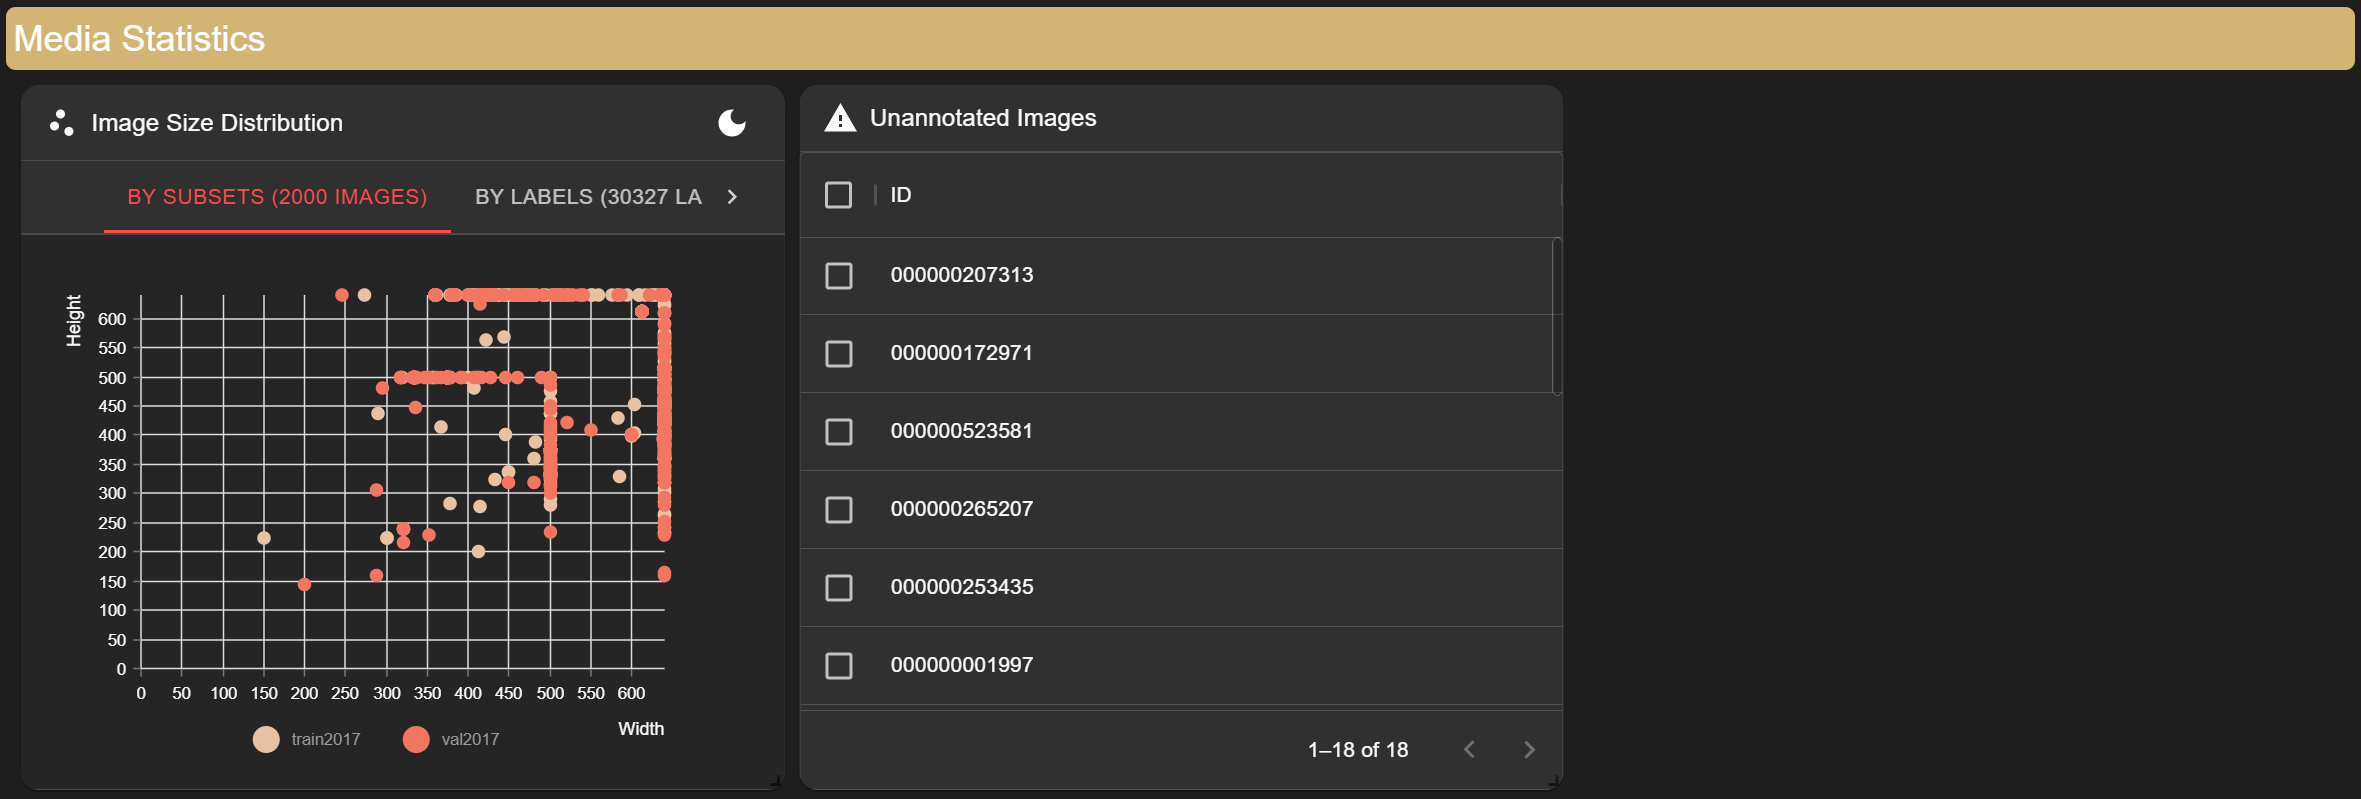 Media Statistics
Image Size Distribution
BY SUBSETS (2000 IMAGES)
BY LABELS (30327 LA
Height
600
550
500
450
400
350
300
250
200
150
100
50
0
0 50 100 150 200 250 300 350 400 450 500 550 600
Width
train2017
val2017
Unannotated Images
ID
000000207313
000000172971
000000523581
000000265207
000000253435
000000001997
1–18 of 18